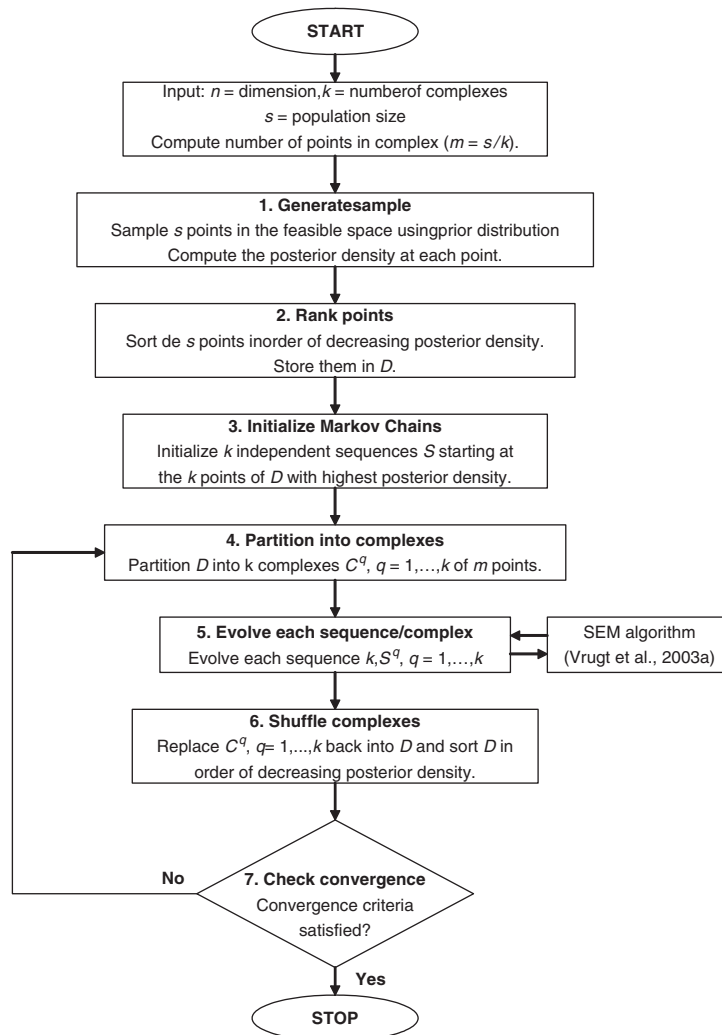 START
Input: n = dimension,k = numberof complexes
s = population size
Compute number of points in complex (m = s/k).
1. Generatesample
Sample s points in the feasible space usingprior distribution
Compute the posterior density at each point.
2. Rank points
Sort de s points inorder of decreasing posterior density.
Store them in D.
3. Initialize Markov Chains
Initialize k independent sequences S starting at
the k points of D with highest posterior density.
4. Partition into complexes
Partition D into k complexes C^q, q = 1,…,k of m points.
5. Evolve each sequence/complex
Evolve each sequence k,S^q, q = 1,…,k
SEM algorithm
(Vrugt et al., 2003a)
6. Shuffle complexes
Replace C^q, q= 1,...,k back into D and sort D in
order of decreasing posterior density.
No
7. Check convergence
Convergence criteria
satisfied?
Yes
STOP